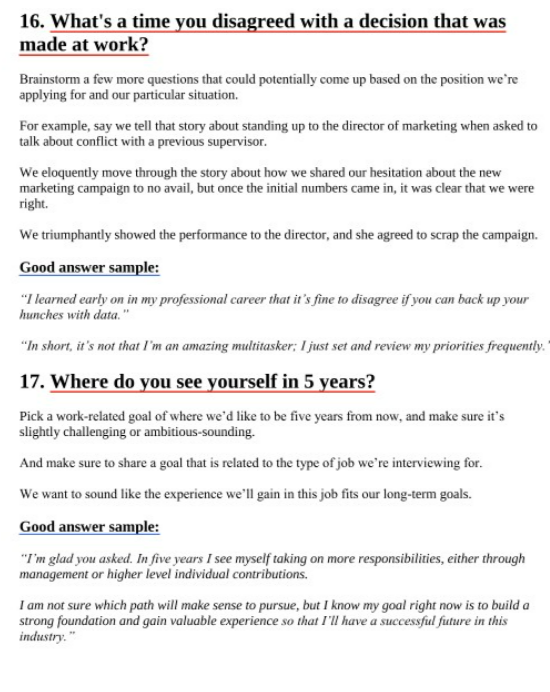 16. What's a time you disagreed with a decision that was
made at work?
Brainstorm a few more questions that could potentially come up based on the position we're
applying for and our particular situation.
For example, say we tell that story about standing up to the director of marketing when asked to
talk about conflict with a previous supervisor.
We eloquently move through the story about how we shared our hesitation about the new
marketing campaign to no avail, but once the initial numbers came in, it was clear that we were
right.
We triumphantly showed the performance to the director, and she agreed to scrap the campaign.
Good answer sample:
“I learned early on in my professional career that it’s fine to disagree if you can back up your
hunches with data.”
“In short, it’s not that I’m an amazing multitasker; I just set and review my priorities frequently.”
17. Where do you see yourself in 5 years?
Pick a work-related goal of where we’d like to be five years from now, and make sure it’s
slightly challenging or ambitious-sounding.
And make sure to share a goal that is related to the type of job we’re interviewing for.
We want to sound like the experience we’ll gain in this job fits our long-term goals.
Good answer sample:
“I’m glad you asked. In five years I see myself taking on more responsibilities, either through
management or higher level individual contributions.
I am not sure which path will make sense to pursue, but I know my goal right now is to build a
strong foundation and gain valuable experience so that I’ll have a successful future in this
industry.”